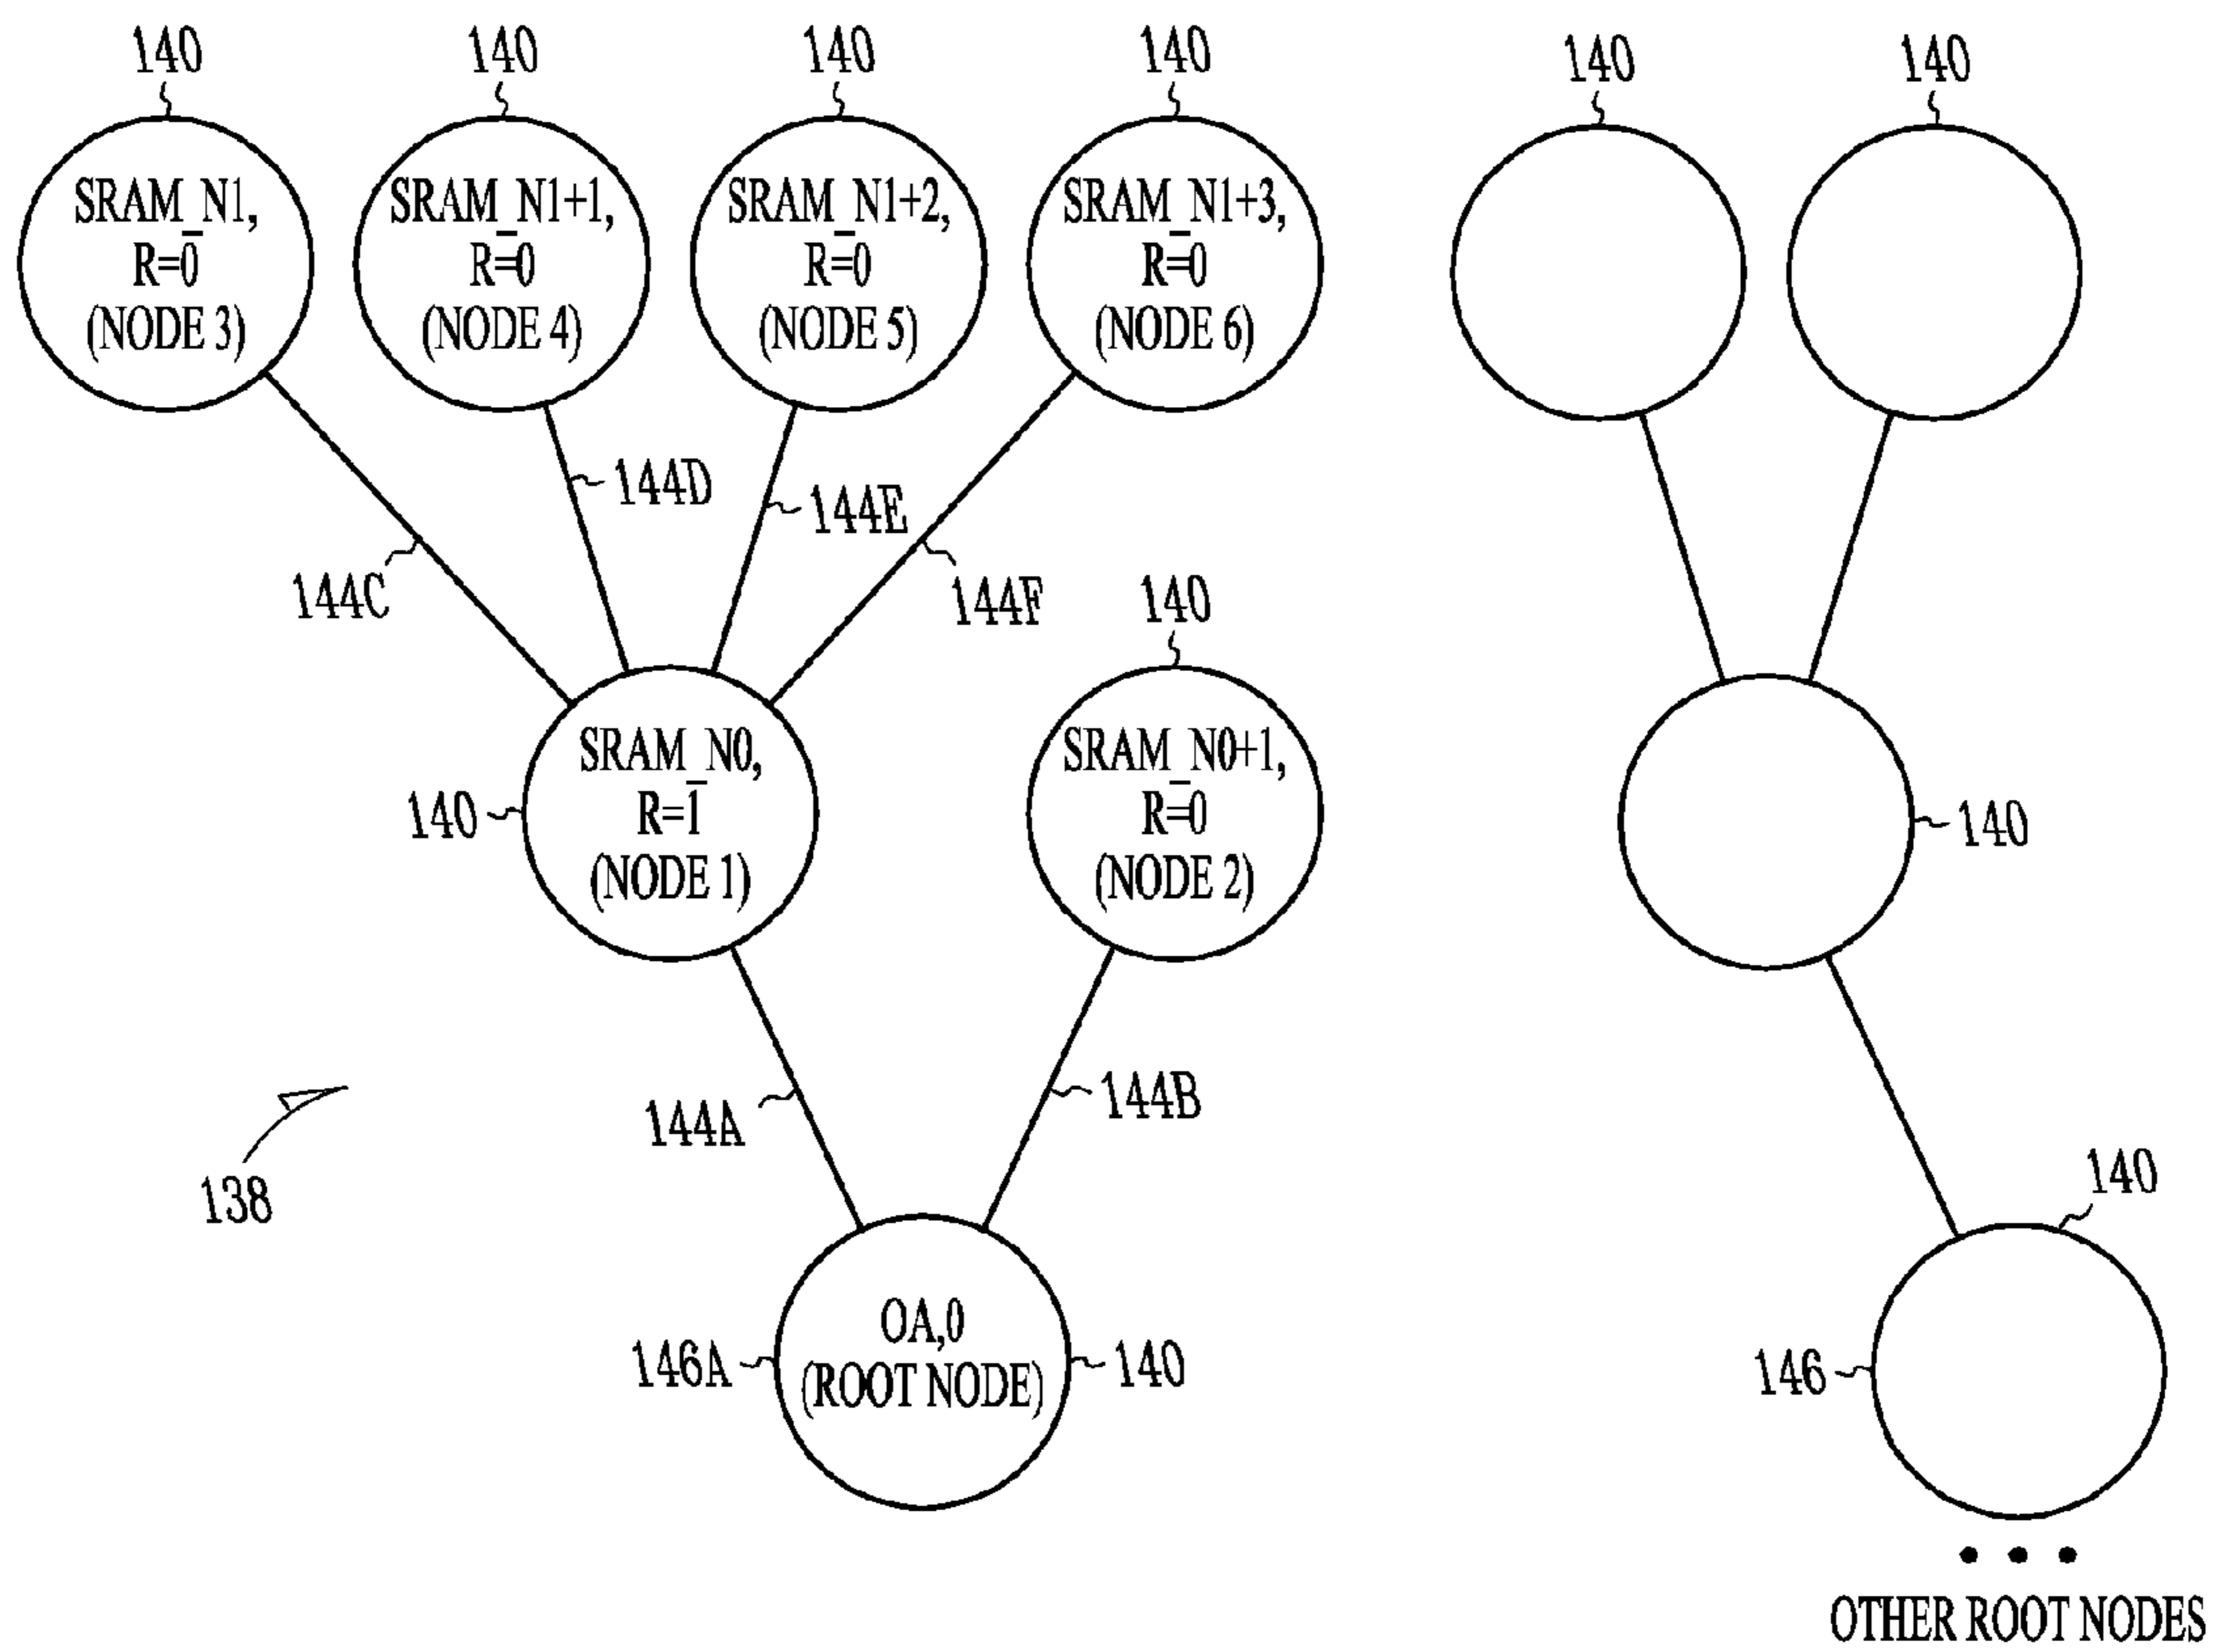 140
140
140
140
140
140
SRAM_N1,
R=0
(NODE 3)
SRAM_N1+1,
R=0
(NODE 4)
SRAM_N1+2,
R=0
(NODE 5)
SRAM_N1+3,
R=0
(NODE 6)
144C
144D
144E
144F
140
SRAM_N0,
R=1
(NODE 1)
140
SRAM_N0+1,
R=0
(NODE 2)
140
144A
144B
138
OA,0
(ROOT NODE)
146A
140
140
146
• • •
OTHER ROOT NODES